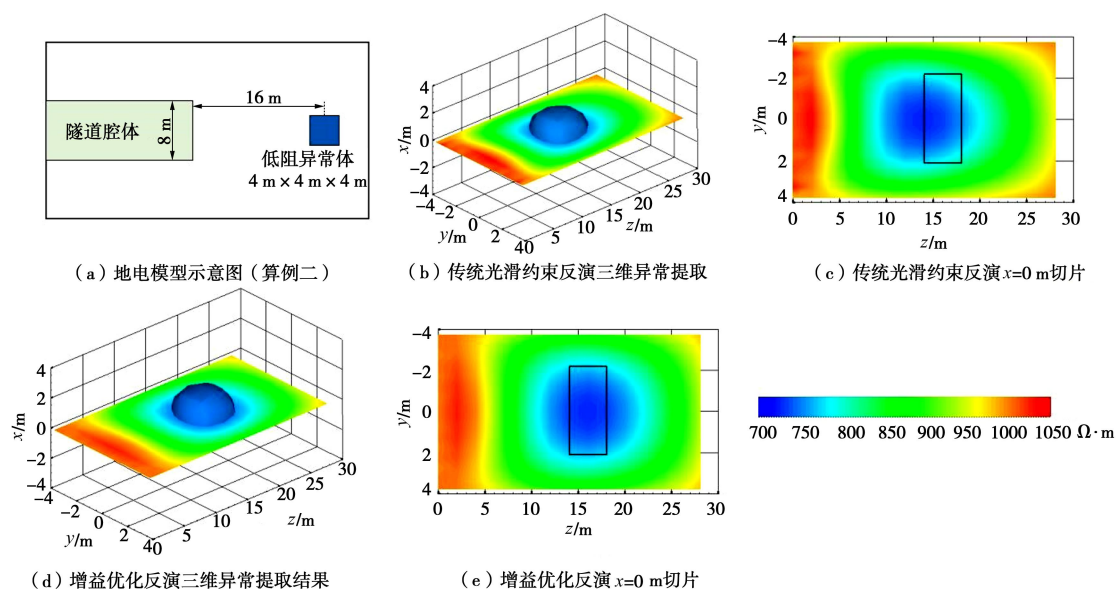 16 m
隧道腔体
8 m
低阻异常体
4 m×4 m×4 m
(a)地电模型示意图(算例二)
4
2
0
−2
−4
x/m
−4
−2
0
2
40
y/m
5
10
15
20
25
30
z/m
(b)传统光滑约束反演三维异常提取
−4
−2
0
2
4
y/m
0 5 10 15 20 25 30
z/m
(c)传统光滑约束反演x=0 m切片
4
2
0
−2
−4
x/m
−4
−2
0
2
40
y/m
5
10
15
20
25
30
z/m
(d)增益优化反演三维异常提取结果
−4
−2
0
2
4
y/m
0 5 10 15 20 25 30
z/m
(e)增益优化反演x=0 m切片
700 750 800 850 900 950 1000 1050 Ω·m